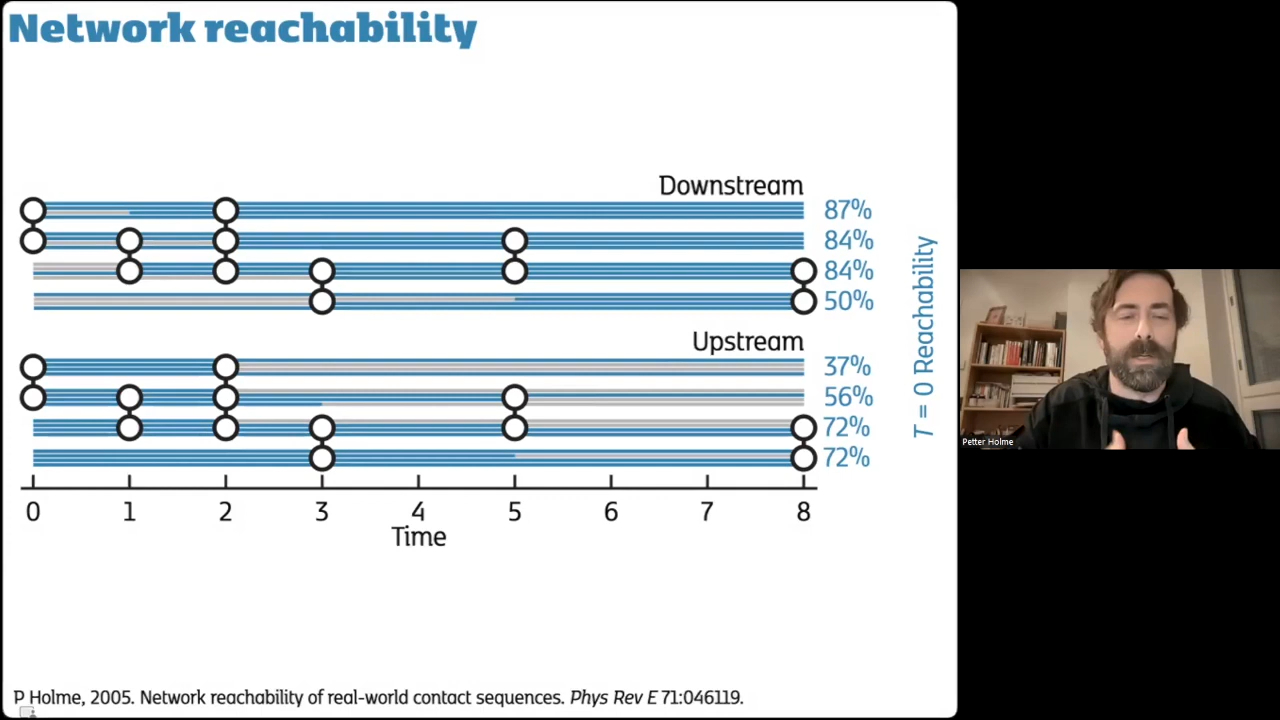 Network reachability
Downstream
87%
84%
84%
50%
T = 0 Reachability
Upstream
37%
56%
72%
72%
0 1 2 3 4 5 6 7 8
Time
Petter Holme
P Holme, 2005. Network reachability of real-world contact sequences. Phys Rev E 71:046119.